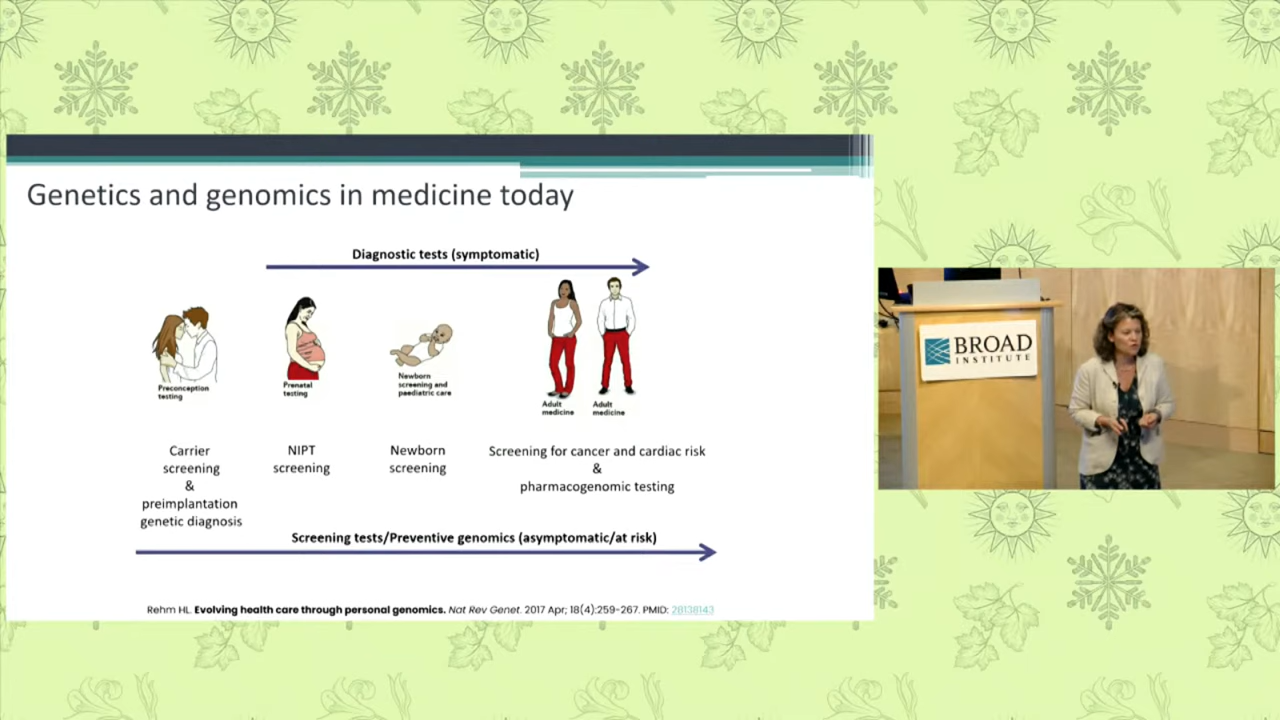 Genetics and genomics in medicine today
Diagnostic tests (symptomatic)
Preconception
testing
Prenatal
testing
Newborn
screening and
paediatric care
Adult
medicine
Adult
medicine
Carrier
screening
&
preimplantation
genetic diagnosis
NIPT
screening
Newborn
screening
Screening for cancer and cardiac risk
&
pharmacogenomic testing
Screening tests/Preventive genomics (asymptomatic/at risk)
Rehm HL. Evolving health care through personal genomics. Nat Rev Genet. 2017 Apr; 18(4):259-267. PMID: 28138143
BROAD
INSTITUTE